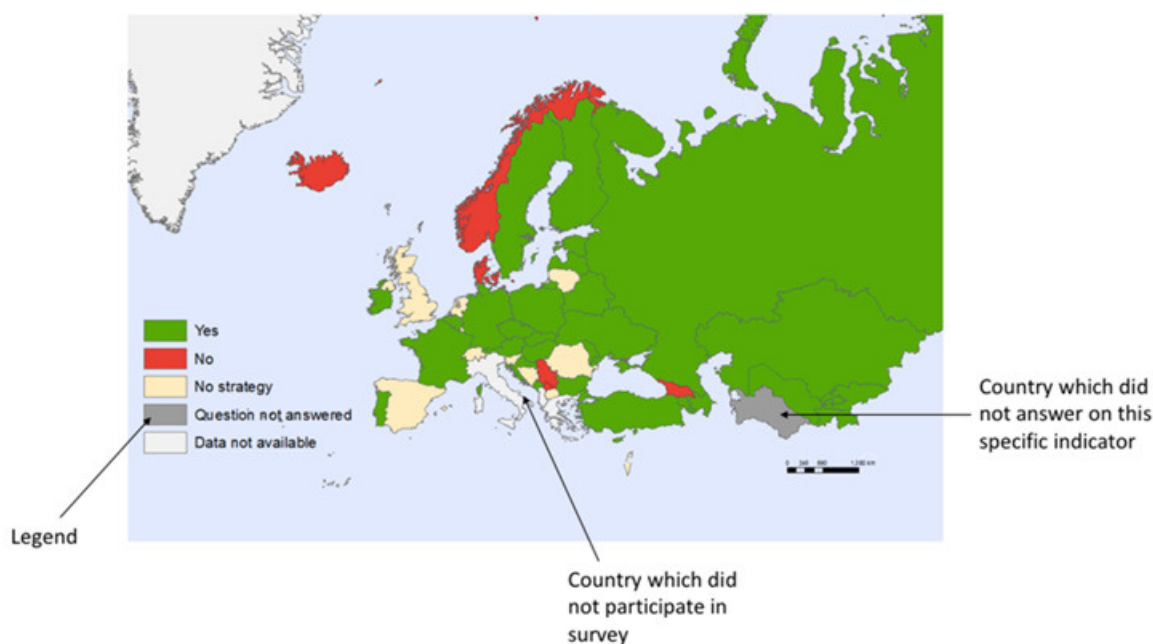 Yes
No
No strategy
Question not answered
Data not available
Country which did
not answer on this
specific indicator
Legend
Country which did
not participate in
survey